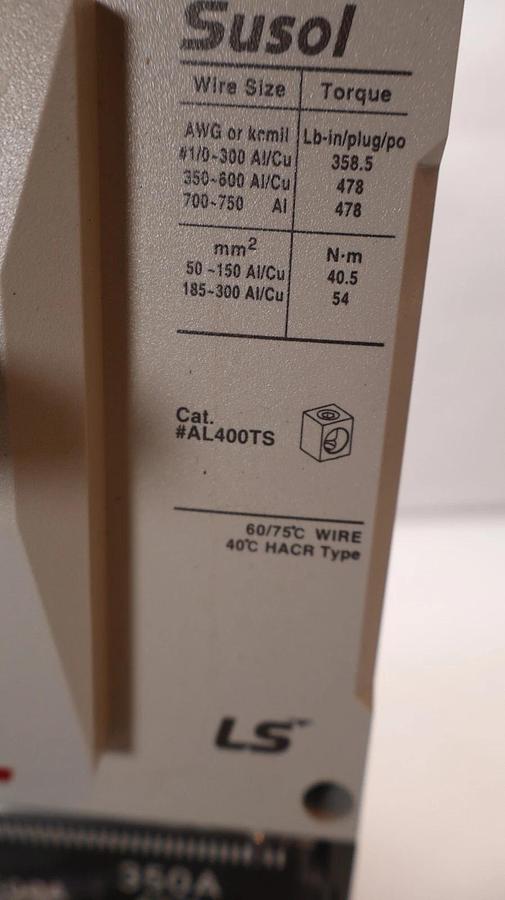 Susol
Wire Size Torque
AWG or kcmil Lb-in/plug/po
#1/0~300 Al/Cu 358.5
350~600 Al/Cu 478
700~750 Al 478
mm² N·m
50 ~150 Al/Cu 40.5
185~300 Al/Cu 54
Cat.
#AL400TS
60/75℃ WIRE
40℃ HACR Type
LS
350A